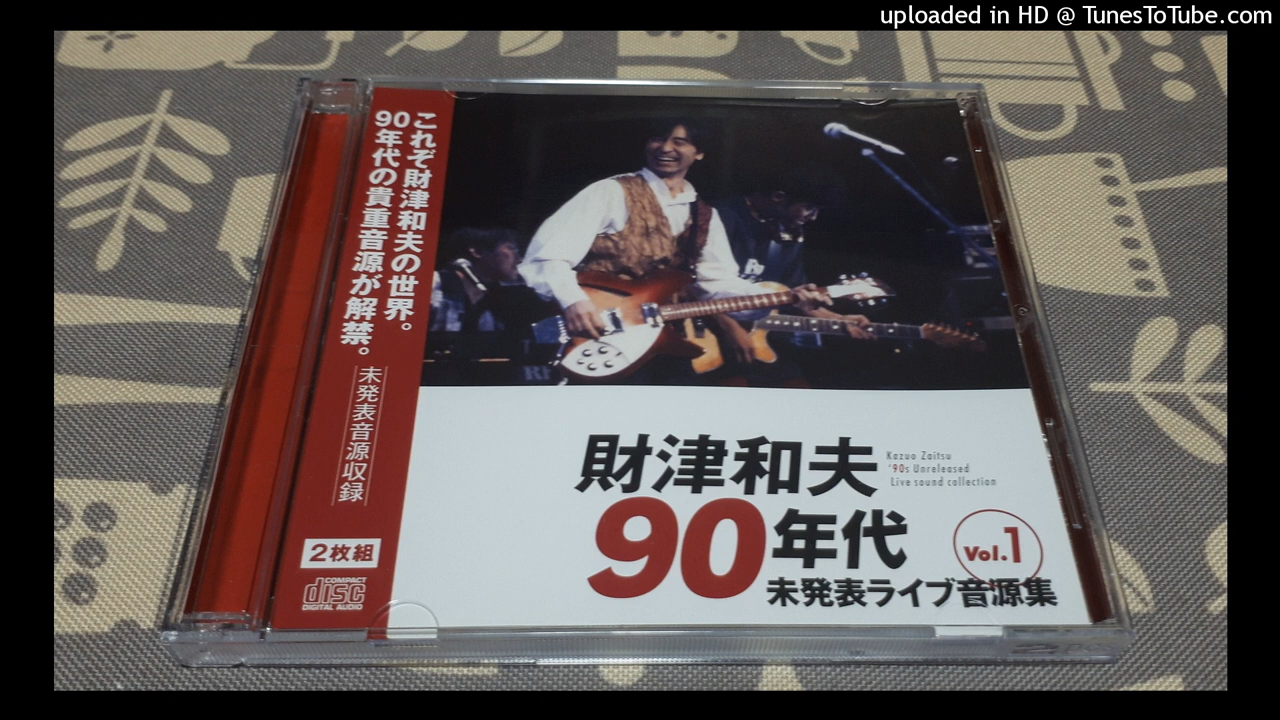 uploaded in HD @ TunesToTube.com
これぞ財津和夫の世界。
90年代の貴重音源が解禁。
未発表音源収録
2枚組
COMPACT
disc
DIGITAL AUDIO
財津和夫
Kazuo Zaitsu
'90s Unreleased
Live sound collection
90年代
Vol.1
未発表ライブ音源集